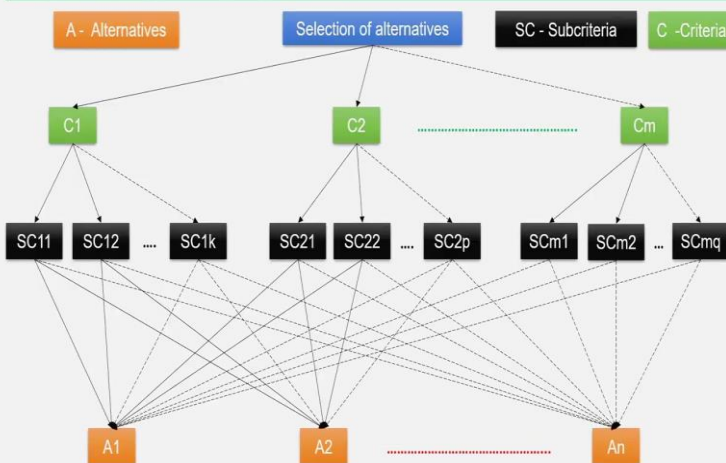 A - Alternatives
Selection of alternatives
SC - Subcriteria
C -Criteria
C1
C2
Cm
SC11
SC12
....
SC1k
SC21
SC22
....
SC2p
SCm1
SCm2
...
SCmq
A1
A2
An